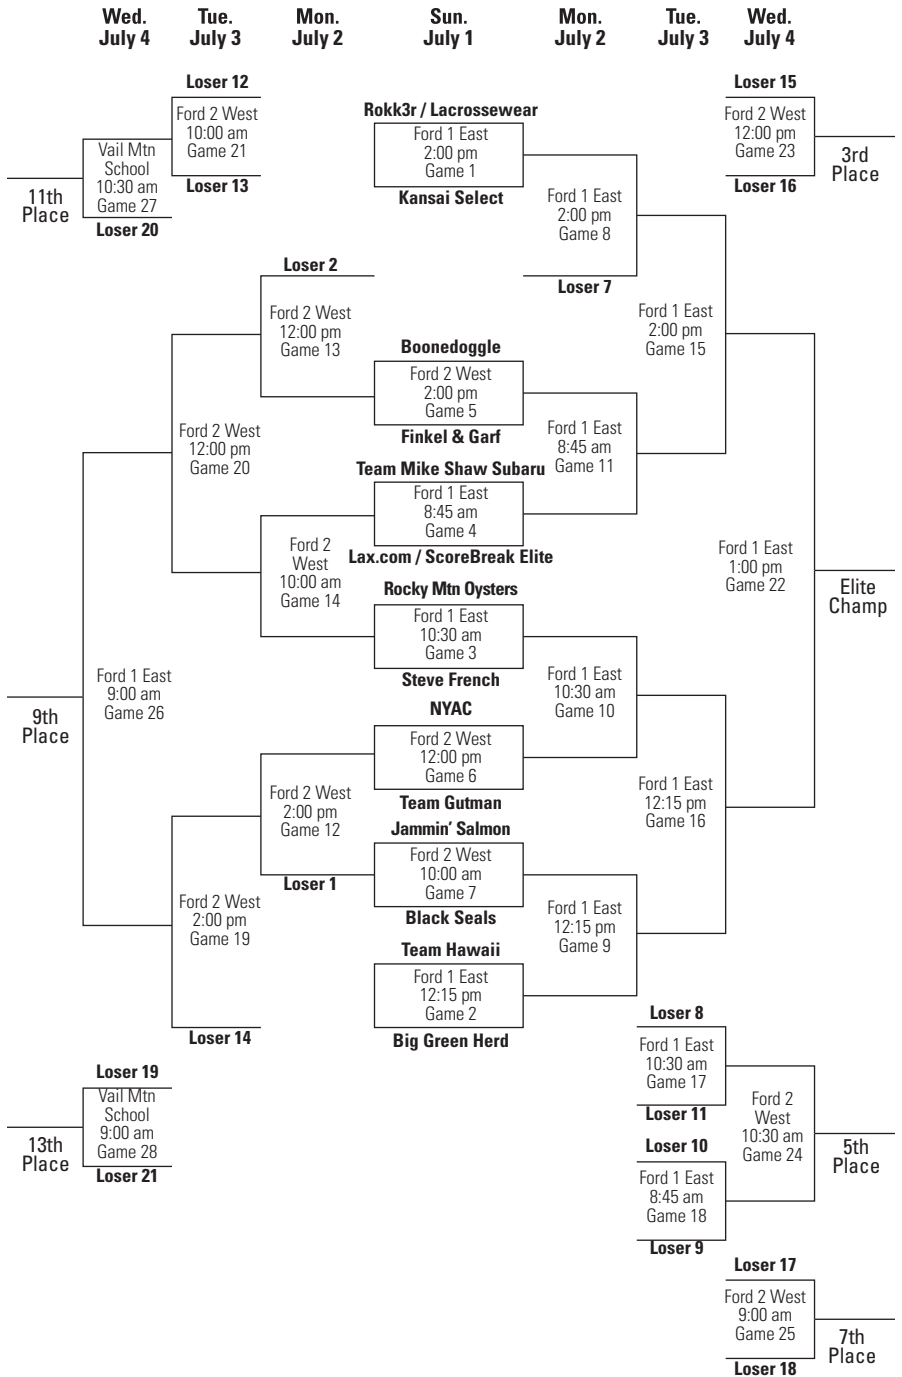 Wed.
July 4
Tue.
July 3
Mon.
July 2
Sun.
July 1
Mon.
July 2
Tue.
July 3
Wed.
July 4
Loser 12
Ford 2 West
10:00 am
Game 21
Loser 13
Vail Mtn
School
10:30 am
Game 27
Loser 20
11th
Place
Loser 2
Ford 2 West
12:00 pm
Game 13
Ford 2 West
12:00 pm
Game 20
Ford 2
West
10:00 am
Game 14
Ford 1 East
9:00 am
Game 26
9th
Place
Ford 2 West
2:00 pm
Game 12
Loser 1
Ford 2 West
2:00 pm
Game 19
Loser 14
Loser 19
Vail Mtn
School
9:00 am
Game 28
Loser 21
13th
Place
Rokk3r / Lacrossewear
Ford 1 East
2:00 pm
Game 1
Kansai Select
Boonedoggle
Ford 2 West
2:00 pm
Game 5
Finkel & Garf
Team Mike Shaw Subaru
Ford 1 East
8:45 am
Game 4
Lax.com / ScoreBreak Elite
Rocky Mtn Oysters
Ford 1 East
10:30 am
Game 3
Steve French
NYAC
Ford 2 West
12:00 pm
Game 6
Team Gutman
Jammin' Salmon
Ford 2 West
10:00 am
Game 7
Black Seals
Team Hawaii
Ford 1 East
12:15 pm
Game 2
Big Green Herd
Ford 1 East
2:00 pm
Game 8
Loser 7
Ford 1 East
8:45 am
Game 11
Ford 1 East
10:30 am
Game 10
Ford 1 East
12:15 pm
Game 9
Ford 1 East
2:00 pm
Game 15
Ford 1 East
12:15 pm
Game 16
Loser 15
Ford 2 West
12:00 pm
Game 23
Loser 16
3rd
Place
Ford 1 East
1:00 pm
Game 22
Elite
Champ
Loser 8
Ford 1 East
10:30 am
Game 17
Loser 11
Loser 10
Ford 1 East
8:45 am
Game 18
Loser 9
Ford 2
West
10:30 am
Game 24
5th
Place
Loser 17
Ford 2 West
9:00 am
Game 25
Loser 18
7th
Place